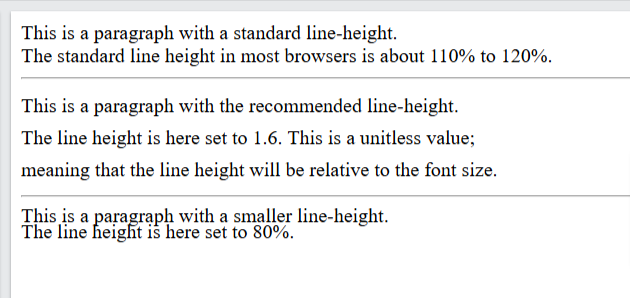 This is a paragraph with a standard line-height.
The standard line height in most browsers is about 110% to 120%.
This is a paragraph with the recommended line-height.
The line height is here set to 1.6. This is a unitless value;
meaning that the line height will be relative to the font size.
This is a paragraph with a smaller line-height.
The line height is here set to 80%.